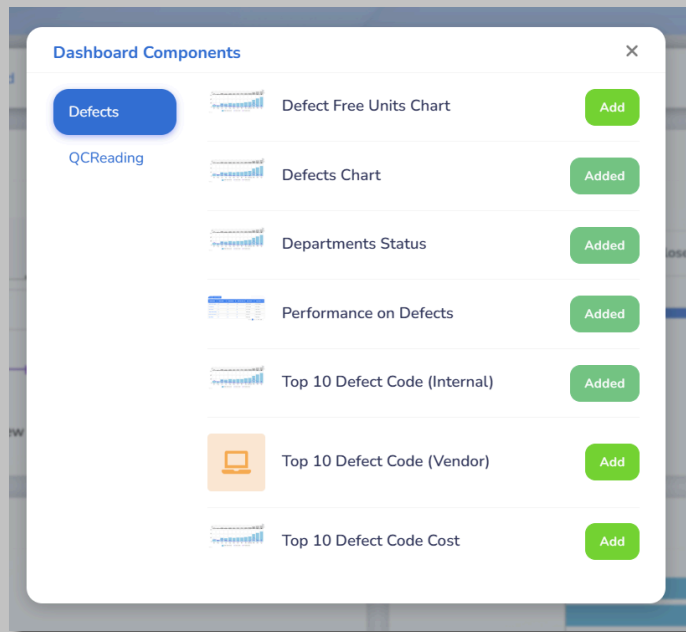 Dashboard Components
Defects
QCReading
Defect Free Units Chart
Add
Defects Chart
Added
Departments Status
Added
Performance on Defects
Added
Top 10 Defect Code (Internal)
Added
Top 10 Defect Code (Vendor)
Add
Top 10 Defect Code Cost
Add